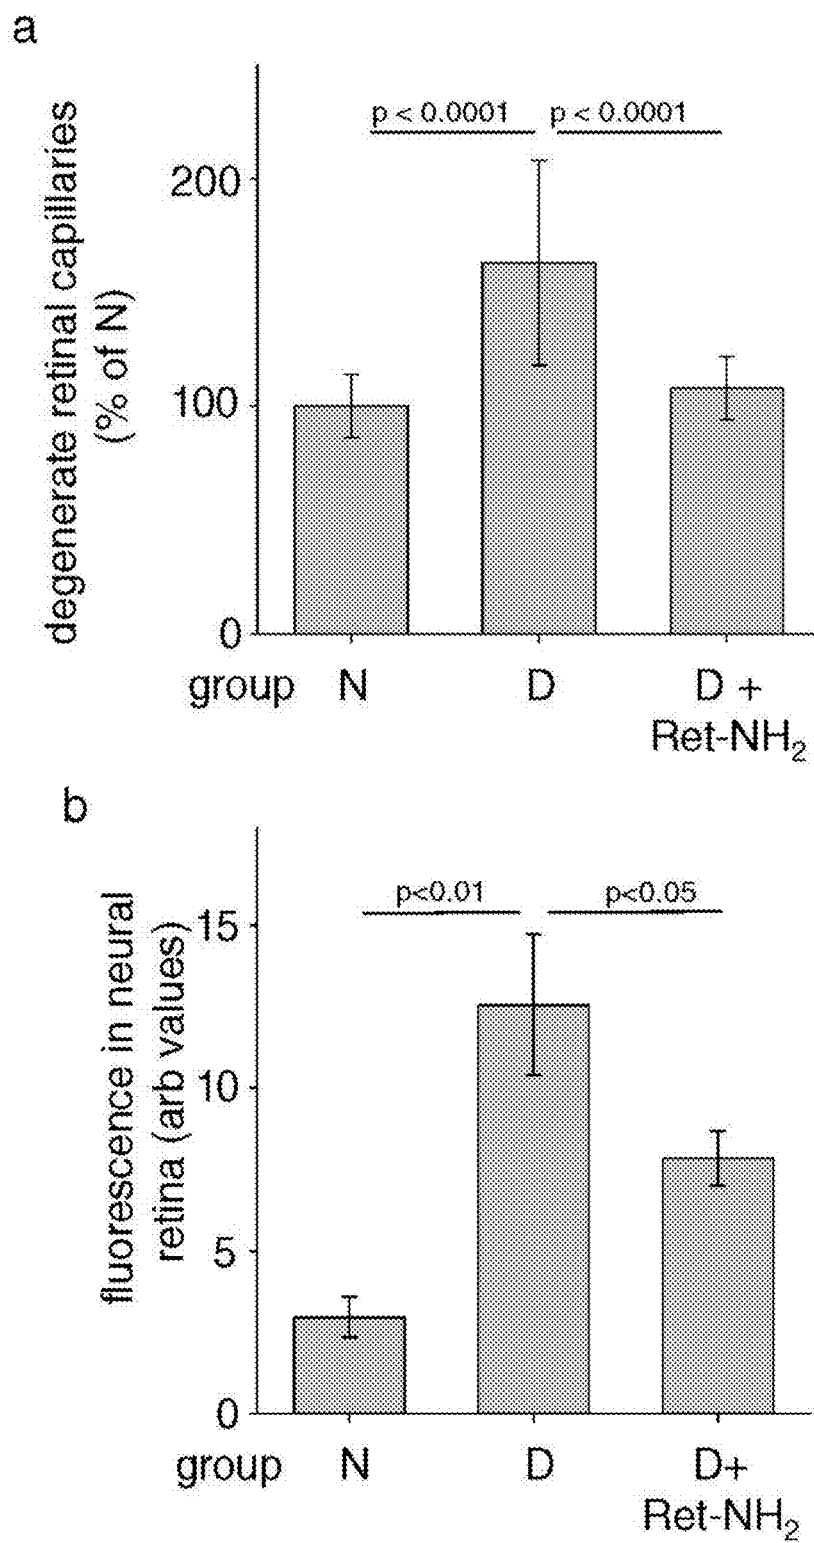 a
degenerate retinal capillaries
(% of N)
p < 0.0001 p < 0.0001
200
100
0
group N D D +
Ret-NH₂
b
fluorescence in neural
retina (arb values)
p<0.01 p<0.05
15
10
5
0
group N D D+
Ret-NH₂